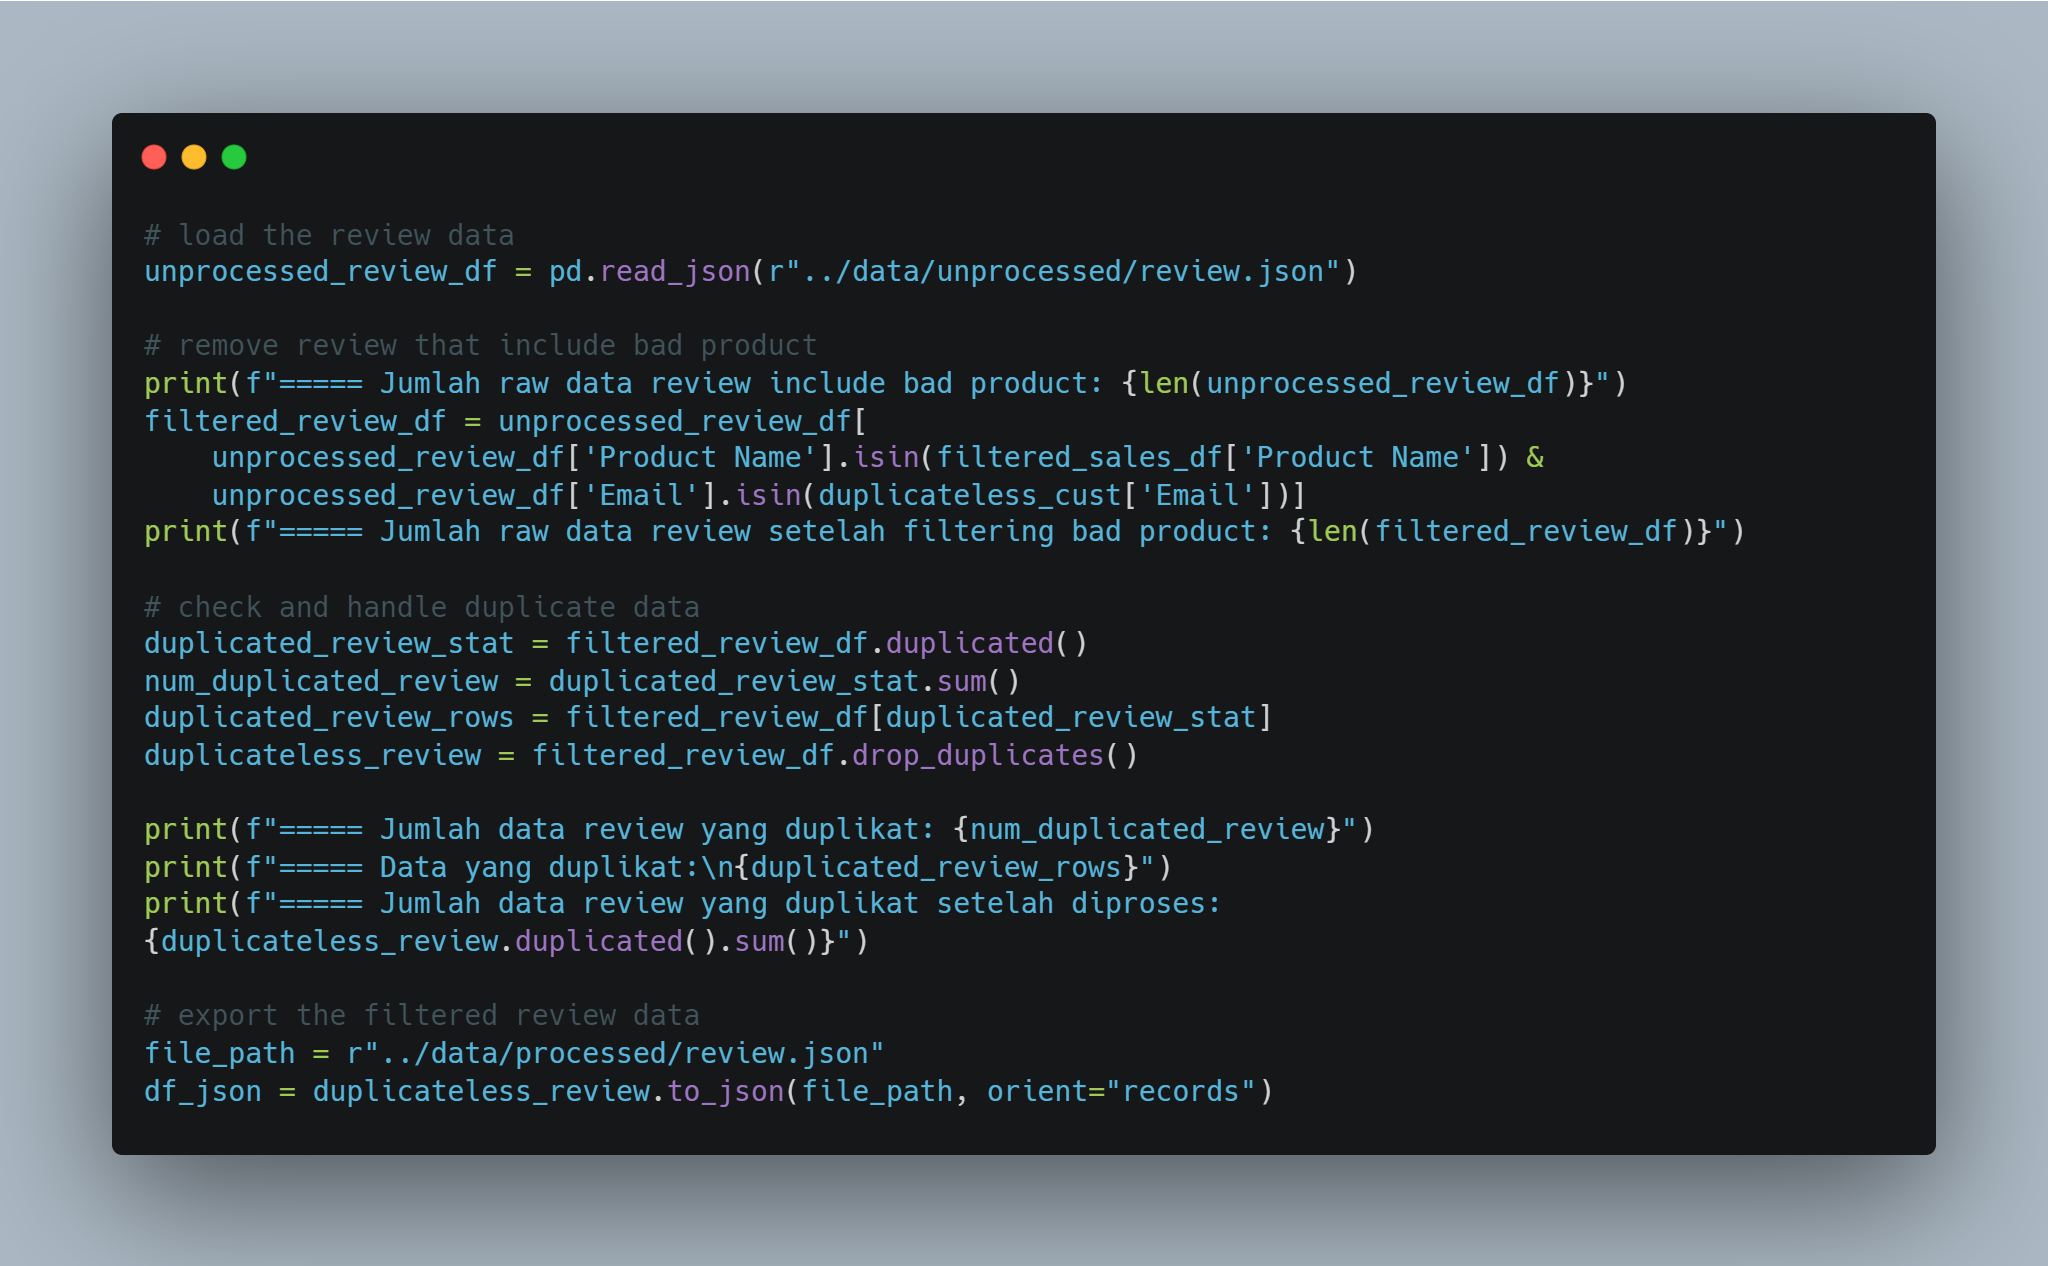 # load the review data
unprocessed_review_df = pd.read_json(r"../data/unprocessed/review.json")

# remove review that include bad product
print(f"===== Jumlah raw data review include bad product: {len(unprocessed_review_df)}")
filtered_review_df = unprocessed_review_df[
    unprocessed_review_df['Product Name'].isin(filtered_sales_df['Product Name']) &
    unprocessed_review_df['Email'].isin(duplicateless_cust['Email'])]
print(f"===== Jumlah raw data review setelah filtering bad product: {len(filtered_review_df)}")

# check and handle duplicate data
duplicated_review_stat = filtered_review_df.duplicated()
num_duplicated_review = duplicated_review_stat.sum()
duplicated_review_rows = filtered_review_df[duplicated_review_stat]
duplicateless_review = filtered_review_df.drop_duplicates()

print(f"===== Jumlah data review yang duplikat: {num_duplicated_review}")
print(f"===== Data yang duplikat:\n{duplicated_review_rows}")
print(f"===== Jumlah data review yang duplikat setelah diproses:
{duplicateless_review.duplicated().sum()}")

# export the filtered review data
file_path = r"../data/processed/review.json"
df_json = duplicateless_review.to_json(file_path, orient="records")